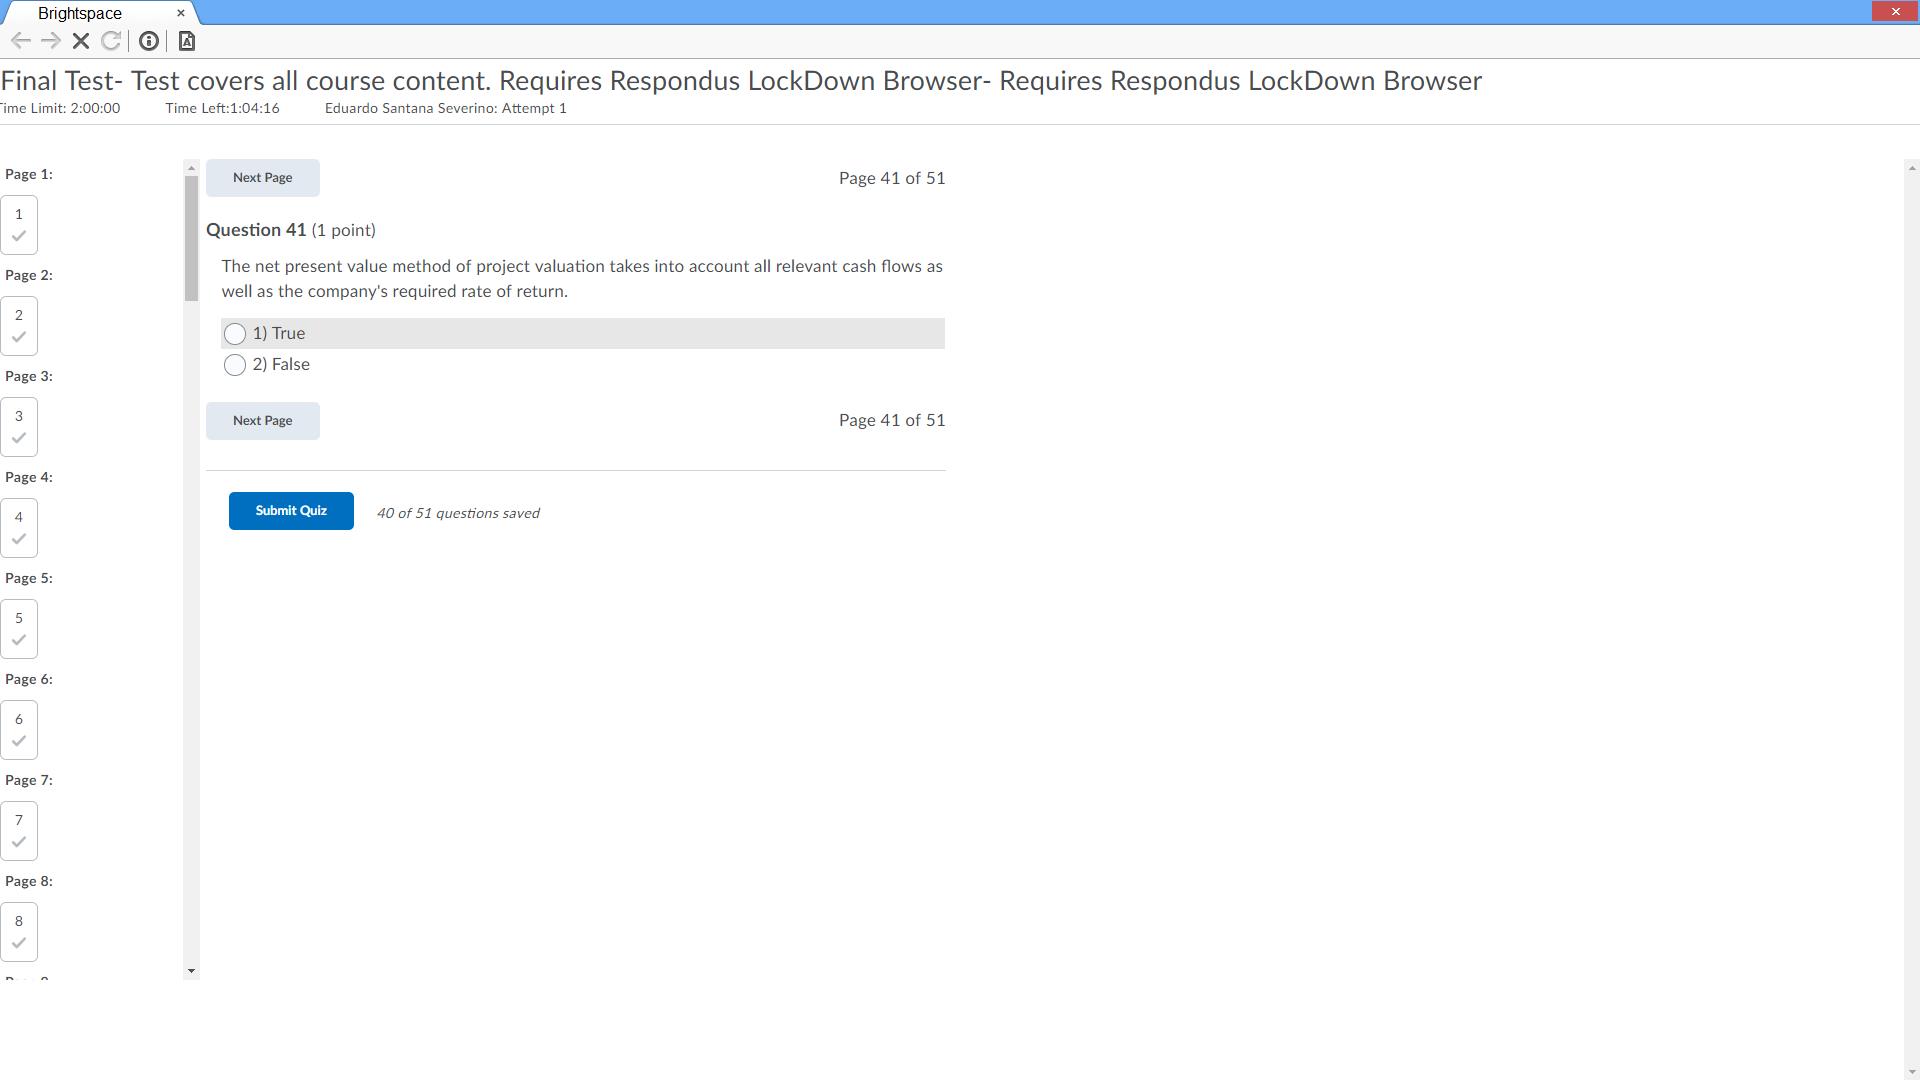 Brightspace
Final Test- Test covers all course content. Requires Respondus LockDown Browser- Requires Respondus LockDown Browser
Time Limit: 2:00:00 Time Left:1:04:16 Eduardo Santana Severino: Attempt 1
Page 1:
1
Page 2:
2
Page 3:
3
Page 4:
4
Page 5:
5
Page 6:
6
Page 7:
7
Page 8:
8
Next Page Page 41 of 51
Question 41 (1 point)
The net present value method of project valuation takes into account all relevant cash flows as
well as the company's required rate of return.
1) True
2) False
Next Page Page 41 of 51
Submit Quiz 40 of 51 questions saved